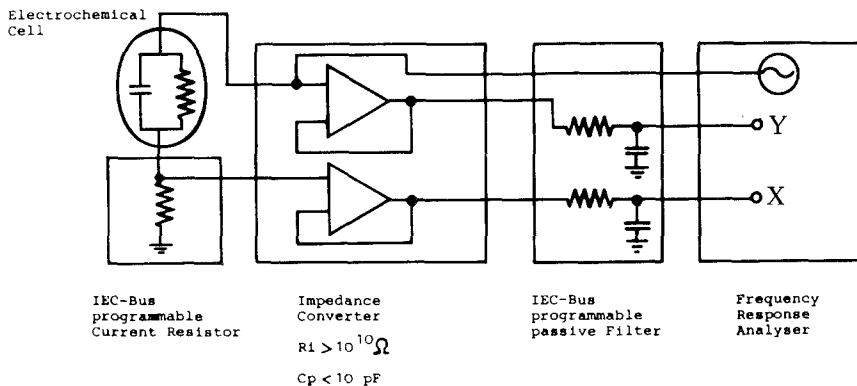 Electrochemical
Cell
Y
X
IEC-Bus
programmable
Current Resistor
Impedance
Converter
Ri > 10^10 Ω
Cp < 10 pF
IEC-Bus
programmable
passive Filter
Frequency
Response
Analyser